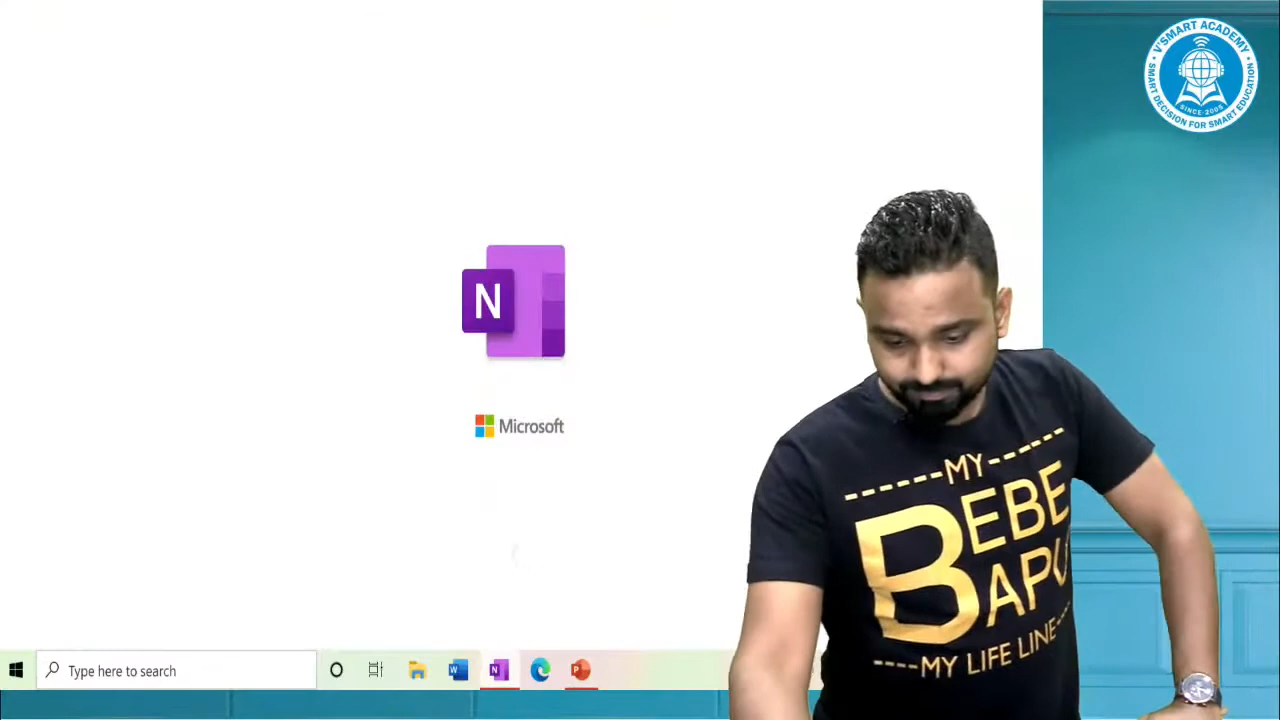 V'SMART ACADEMY
SMART DECISION FOR SMART EDUCATION
SINCE-2005
N
Microsoft
MY
BEBE
BAPU
MY LIFE LINE
Type here to search
W
N
P